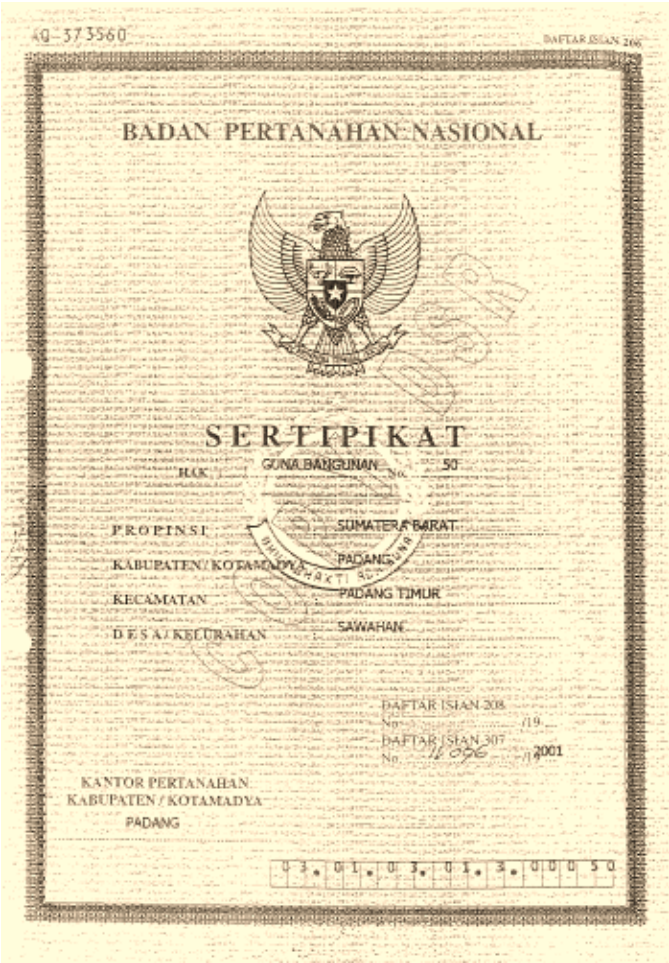 373560
DAFTAR ISIAN 206
BADAN PERTANAHAN NASIONAL
SERTIPIKAT
HAK : GUNA BANGUNAN No. 50
PROPINSI : SUMATERA BARAT
KABUPATEN / KOTAMADYA : PADANG
KECAMATAN : PADANG TIMUR
DESA / KELURAHAN : SAWAHAN
DAFTAR ISIAN 208
No. /19
DAFTAR ISIAN 307
No. /19 2001
KANTOR PERTANAHAN
KABUPATEN / KOTAMADYA
PADANG
03.01.03.01.3.00050